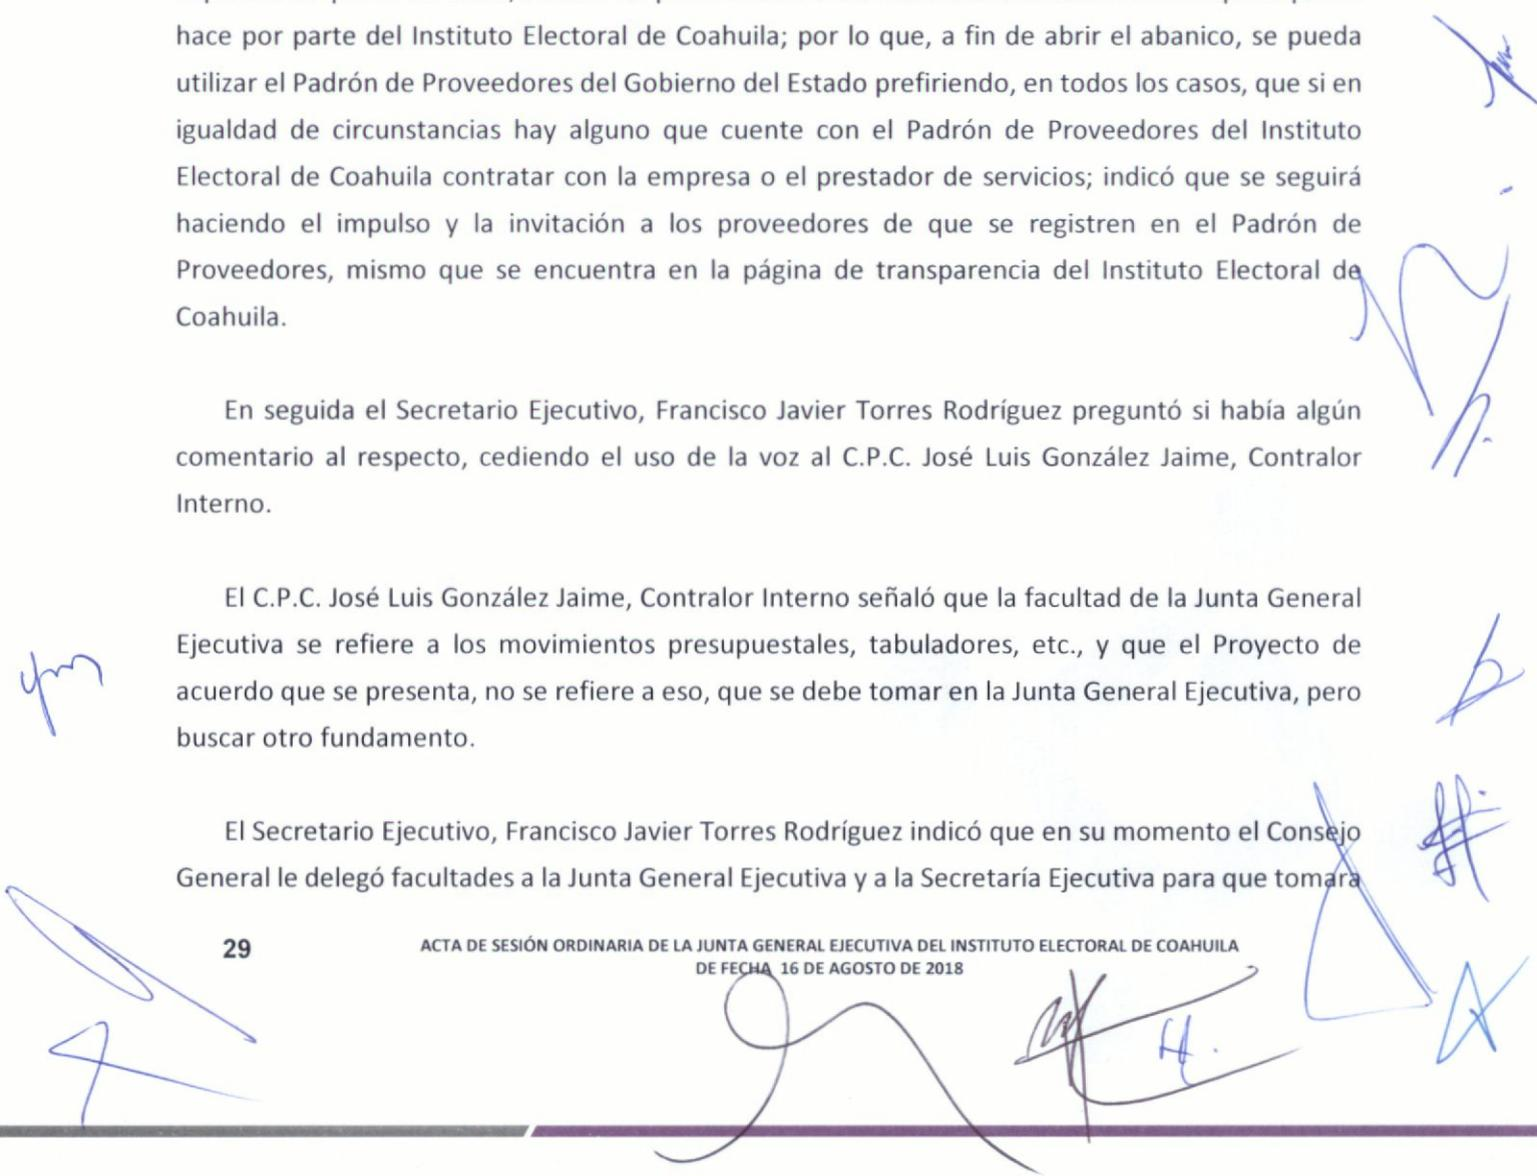 hace por parte del Instituto Electoral de Coahuila; por lo que, a fin de abrir el abanico, se pueda
utilizar el Padrón de Proveedores del Gobierno del Estado prefiriendo, en todos los casos, que si en
igualdad de circunstancias hay alguno que cuente con el Padrón de Proveedores del Instituto
Electoral de Coahuila contratar con la empresa o el prestador de servicios; indicó que se seguirá
haciendo el impulso y la invitación a los proveedores de que se registren en el Padrón de
Proveedores, mismo que se encuentra en la página de transparencia del Instituto Electoral de
Coahuila.
En seguida el Secretario Ejecutivo, Francisco Javier Torres Rodríguez preguntó si había algún
comentario al respecto, cediendo el uso de la voz al C.P.C. José Luis González Jaime, Contralor
Interno.
El C.P.C. José Luis González Jaime, Contralor Interno señaló que la facultad de la Junta General
Ejecutiva se refiere a los movimientos presupuestales, tabuladores, etc., y que el Proyecto de
acuerdo que se presenta, no se refiere a eso, que se debe tomar en la Junta General Ejecutiva, pero
buscar otro fundamento.
El Secretario Ejecutivo, Francisco Javier Torres Rodríguez indicó que en su momento el Consejo
General le delegó facultades a la Junta General Ejecutiva y a la Secretaría Ejecutiva para que tomara
29
ACTA DE SESIÓN ORDINARIA DE LA JUNTA GENERAL EJECUTIVA DEL INSTITUTO ELECTORAL DE COAHUILA
DE FECHA 16 DE AGOSTO DE 2018